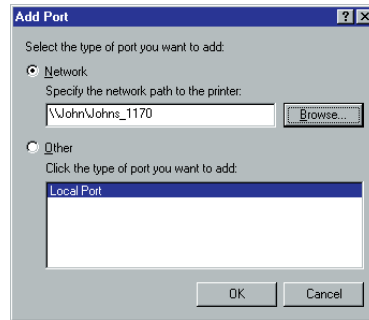 Add Port
Select the type of port you want to add:
Network
Specify the network path to the printer:
\\John\Johns_1170
Browse...
Other
Click the type of port you want to add:
Local Port
OK
Cancel